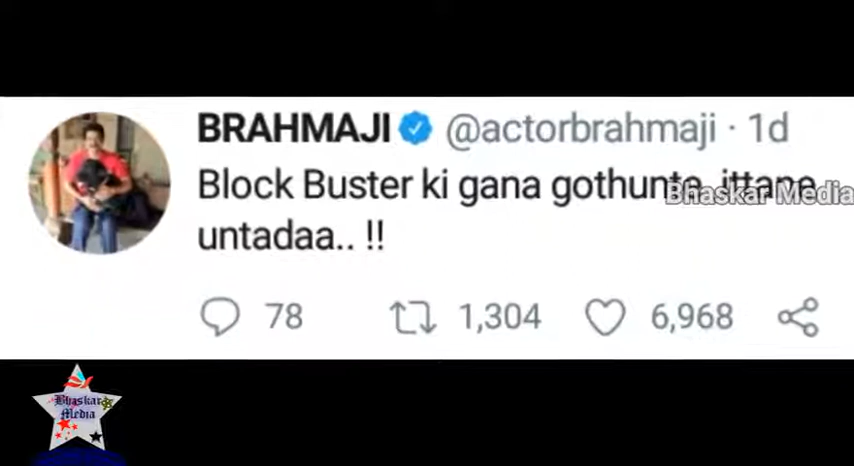 BRAHMAJI @actorbrahmaji · 1d
Block Buster ki gana gothunte ittane
Bhaskar Media
untadaa.. !!
78 1,304 6,968
Bhaskar
Media